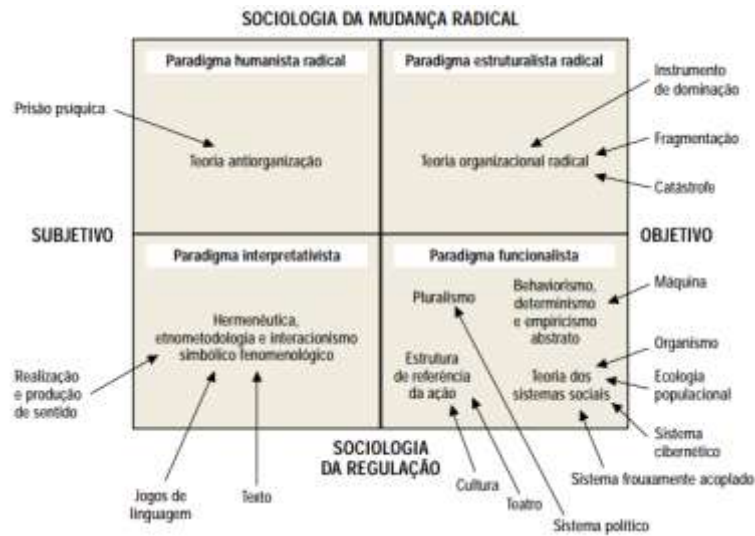 SOCIOLOGIA DA MUDANÇA RADICAL
Paradigma humanista radical
Paradigma estruturalista radical
Instrumento
de dominação
Prisão psíquica
Fragmentação
Teoria antiorganização
Teoria organizacional radical
Catástrofe
SUBJETIVO
OBJETIVO
Paradigma interpretativista
Paradigma funcionalista
Máquina
Pluralismo
Behaviorismo,
determinismo
e empiricismo
abstrato
Hermenêutica,
etnometodologia e interacionismo
simbólico fenomenológico
Organismo
Estrutura
de referência
da ação
Teoria dos
sistemas sociais
Ecologia
populacional
Realização
e produção
de sentido
Sistema
cibernético
SOCIOLOGIA
DA REGULAÇÃO
Sistema frouxamente acoplado
Jogos de
linguagem
Texto
Cultura
Teatro
Sistema político